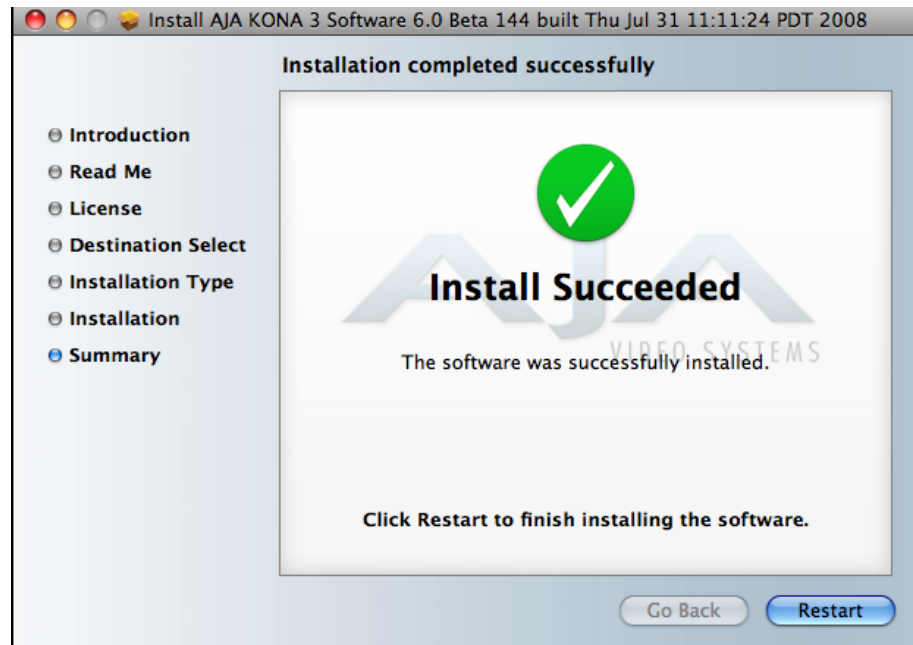 Install AJA KONA 3 Software 6.0 Beta 144 built Thu Jul 31 11:11:24 PDT 2008
Installation completed successfully
Introduction
Read Me
License
Destination Select
Installation Type
Installation
Summary
AJA
VIDEO SYSTEMS
Install Succeeded
The software was successfully installed.
Click Restart to finish installing the software.
Go Back
Restart